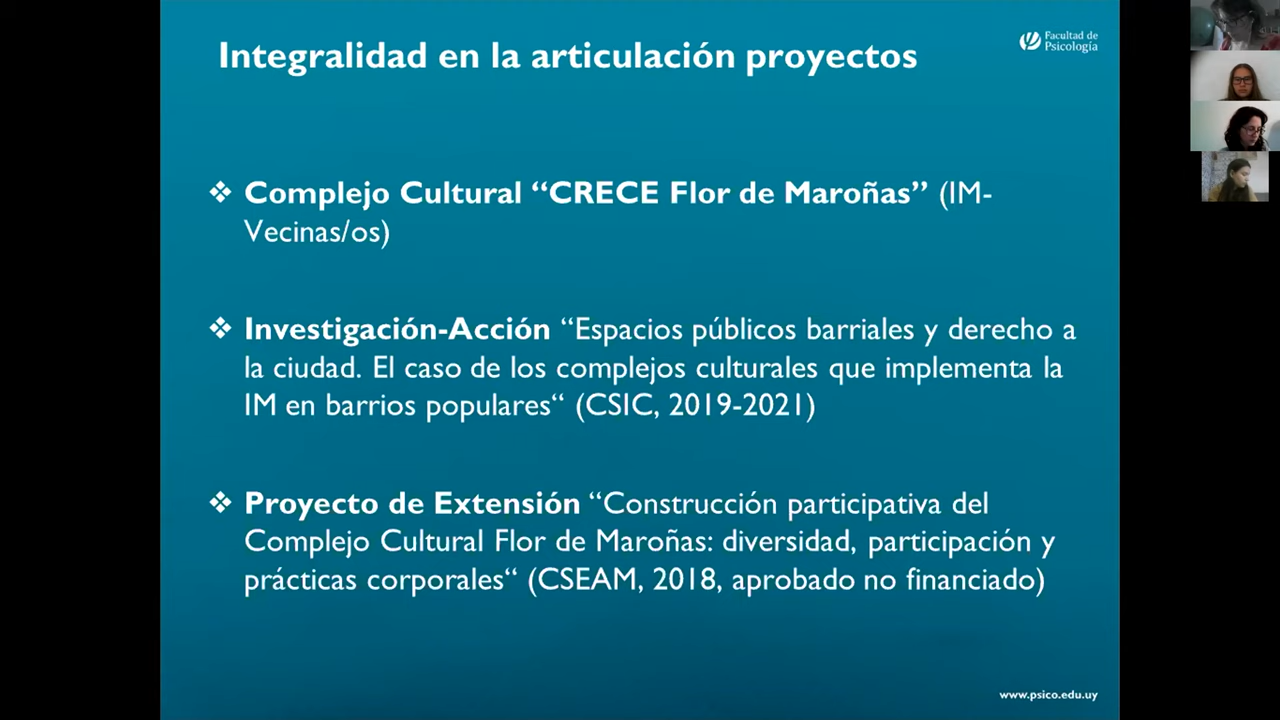 Integralidad en la articulación proyectos
Facultad de
Psicología
❖ Complejo Cultural “CRECE Flor de Maroñas” (IM-
Vecinas/os)
❖ Investigación-Acción “Espacios públicos barriales y derecho a
la ciudad. El caso de los complejos culturales que implementa la
IM en barrios populares“ (CSIC, 2019-2021)
❖ Proyecto de Extensión “Construcción participativa del
Complejo Cultural Flor de Maroñas: diversidad, participación y
prácticas corporales“ (CSEAM, 2018, aprobado no financiado)
www.psico.edu.uy